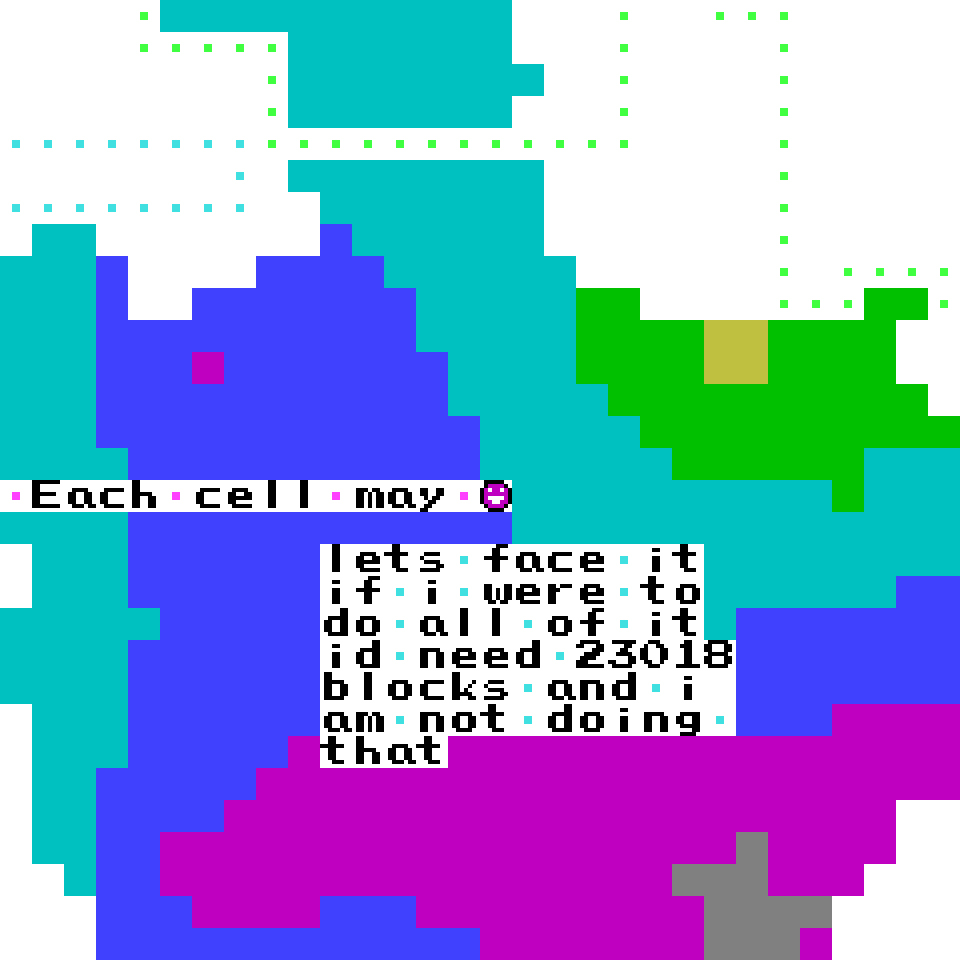 Each cell may
lets face it
if i were to
do all of it
id need 23018
blocks and i
am not doing
that